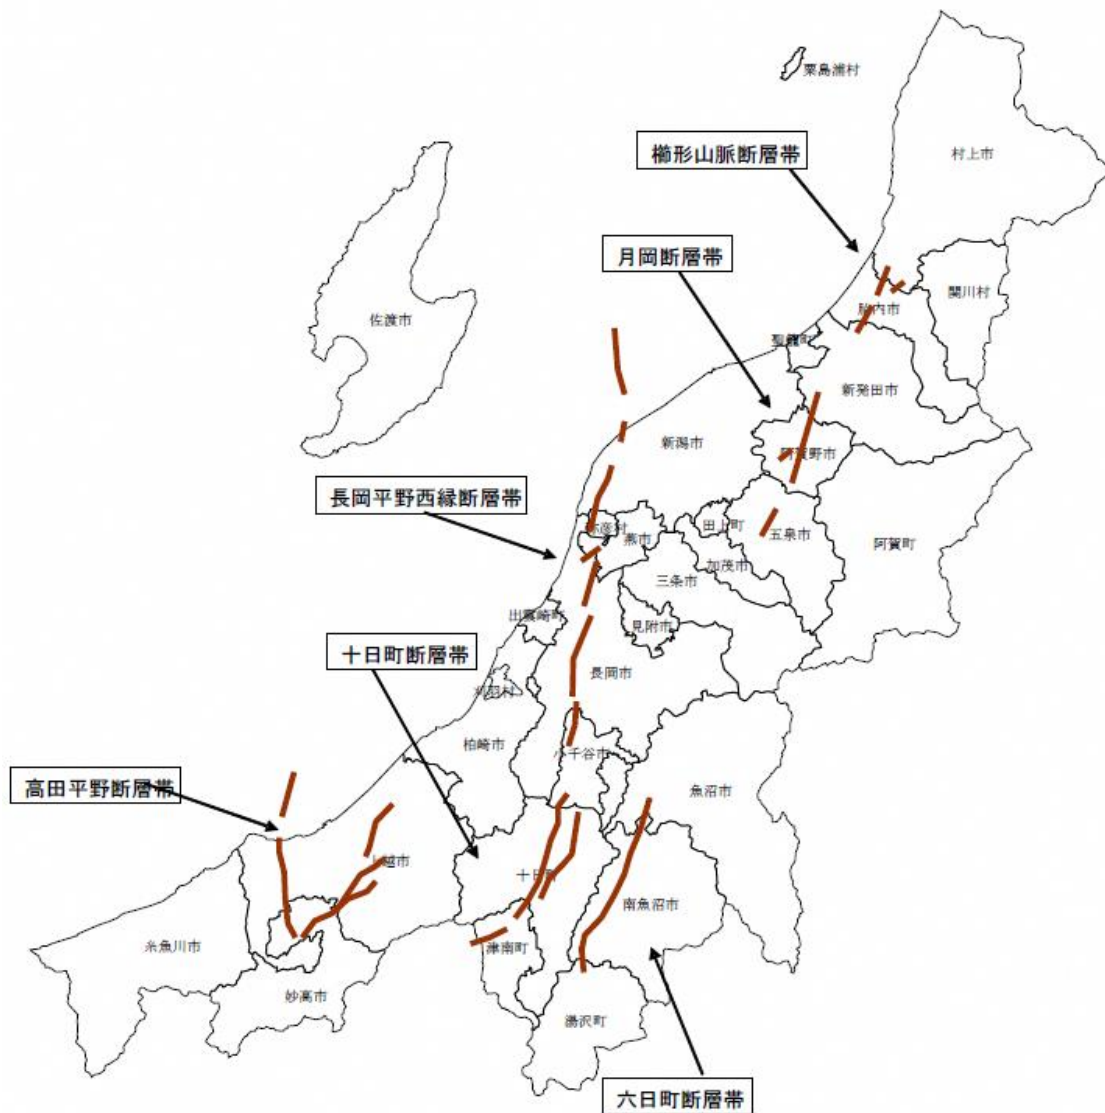 粟島浦村
櫛形山脈断層帯
村上市
月岡断層帯
関川村
胎内市
佐渡市
聖籠町
新発田市
新潟市
阿賀野市
長岡平野西縁断層帯
弥彦村
燕市
田上町
五泉市
阿賀町
加茂市
三条市
出雲崎町
見附市
十日町断層帯
長岡市
刈羽村
柏崎市
小千谷市
高田平野断層帯
魚沼市
上越市
十日町
南魚沼市
糸魚川市
津南町
妙高市
湯沢町
六日町断層帯